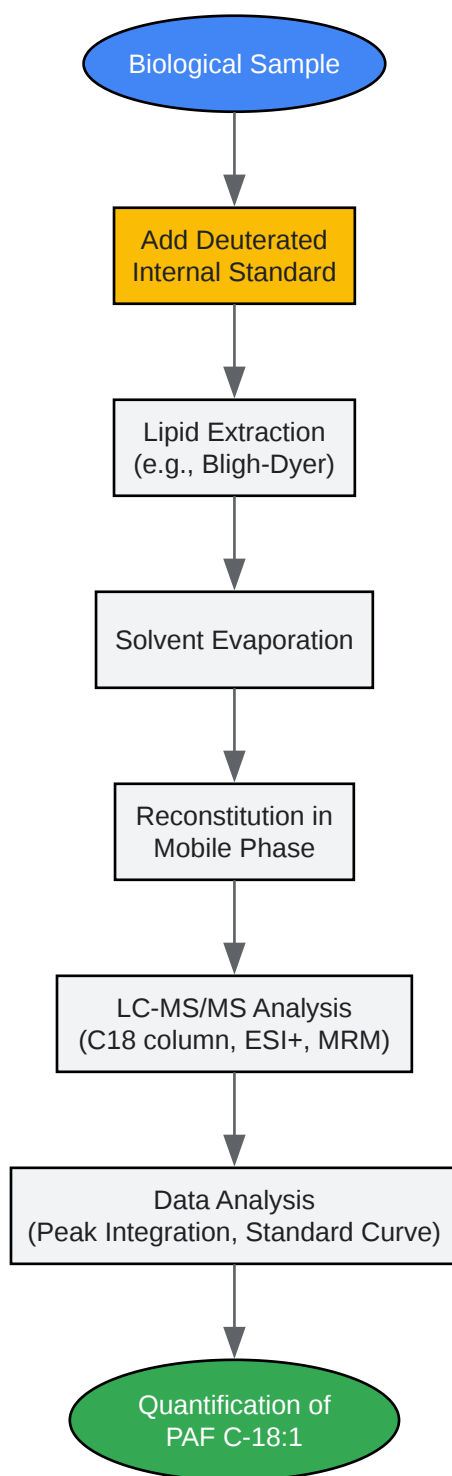 Biological Sample
Add Deuterated
Internal Standard
Lipid Extraction
(e.g., Bligh-Dyer)
Solvent Evaporation
Reconstitution in
Mobile Phase
LC-MS/MS Analysis
(C18 column, ESI+, MRM)
Data Analysis
(Peak Integration, Standard Curve)
Quantification of
PAF C-18:1